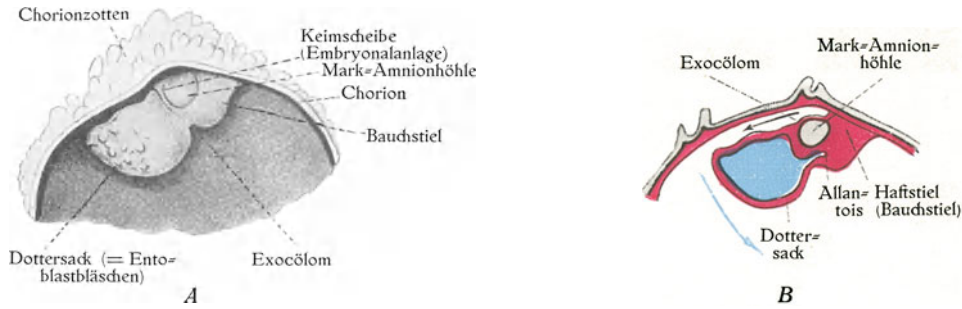 Chorionzotten
Keimscheibe
(Embryonalanlage)
Mark=Amnionhöhle
Chorion
Bauchstiel
Dottersack (= Ento=
blastbläschen)
Exocölom
A
Exocölom
Mark=Amnion=
höhle
Allan=
tois
Haftstiel
(Bauchstiel)
Dotter=
sack
B